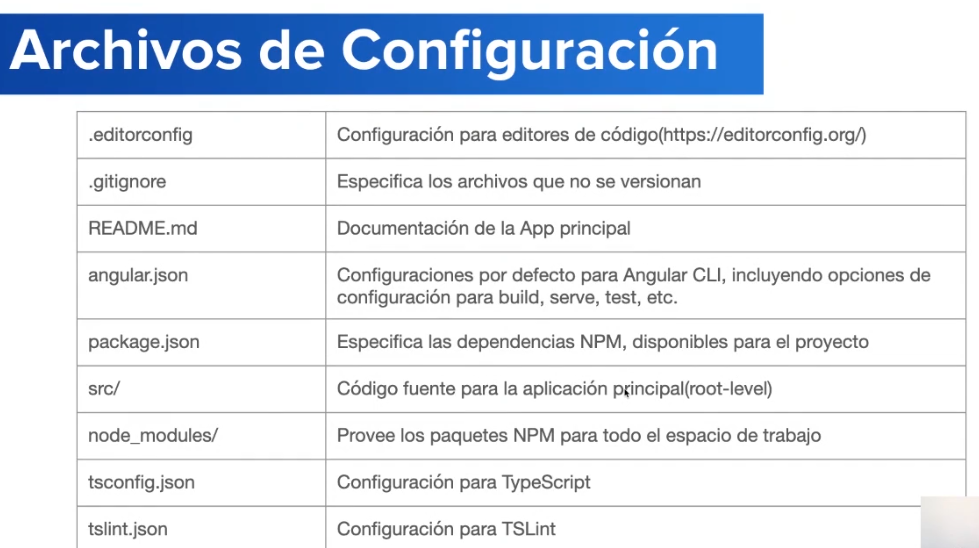 Archivos de Configuración
.editorconfig
Configuración para editores de código(https://editorconfig.org/)
.gitignore
Especifica los archivos que no se versionan
README.md
Documentación de la App principal
angular.json
Configuraciones por defecto para Angular CLI, incluyendo opciones de
configuración para build, serve, test, etc.
package.json
Especifica las dependencias NPM, disponibles para el proyecto
src/
Código fuente para la aplicación principal(root-level)
node_modules/
Provee los paquetes NPM para todo el espacio de trabajo
tsconfig.json
Configuración para TypeScript
tslint.json
Configuración para TSLint